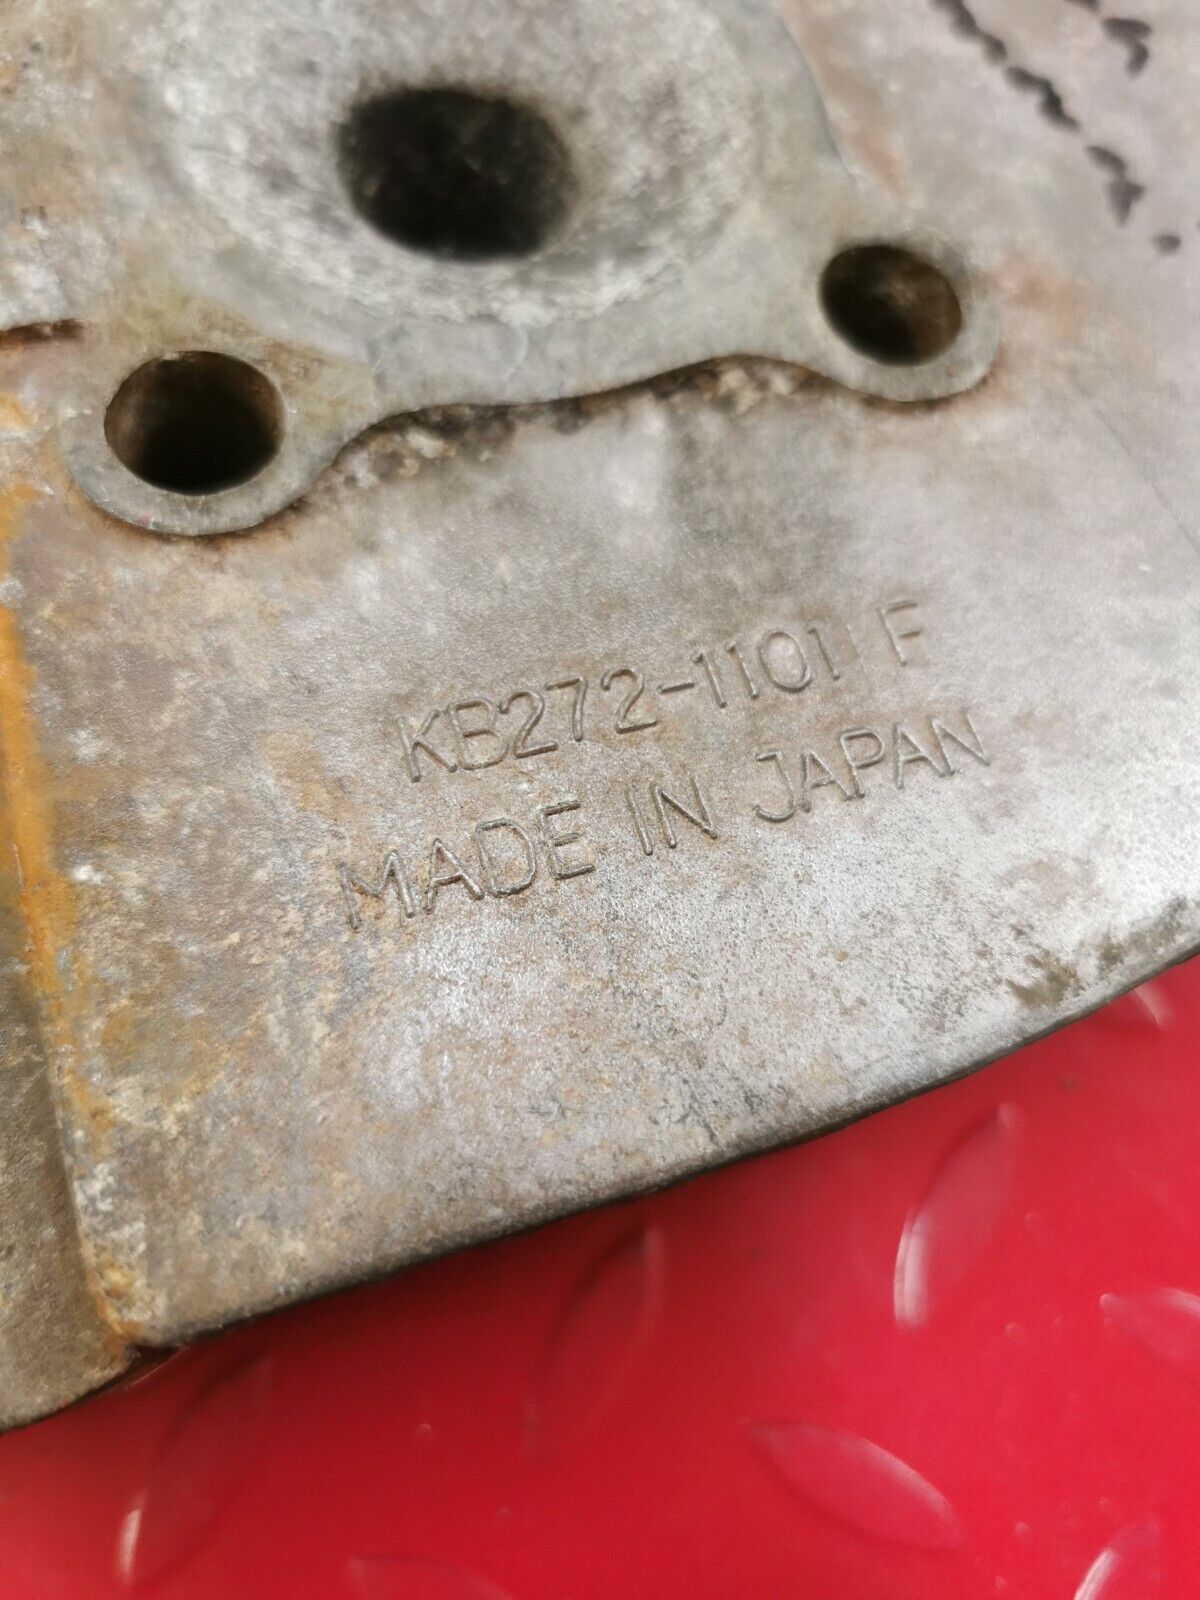 KB272-1101 F
MADE IN JAPAN